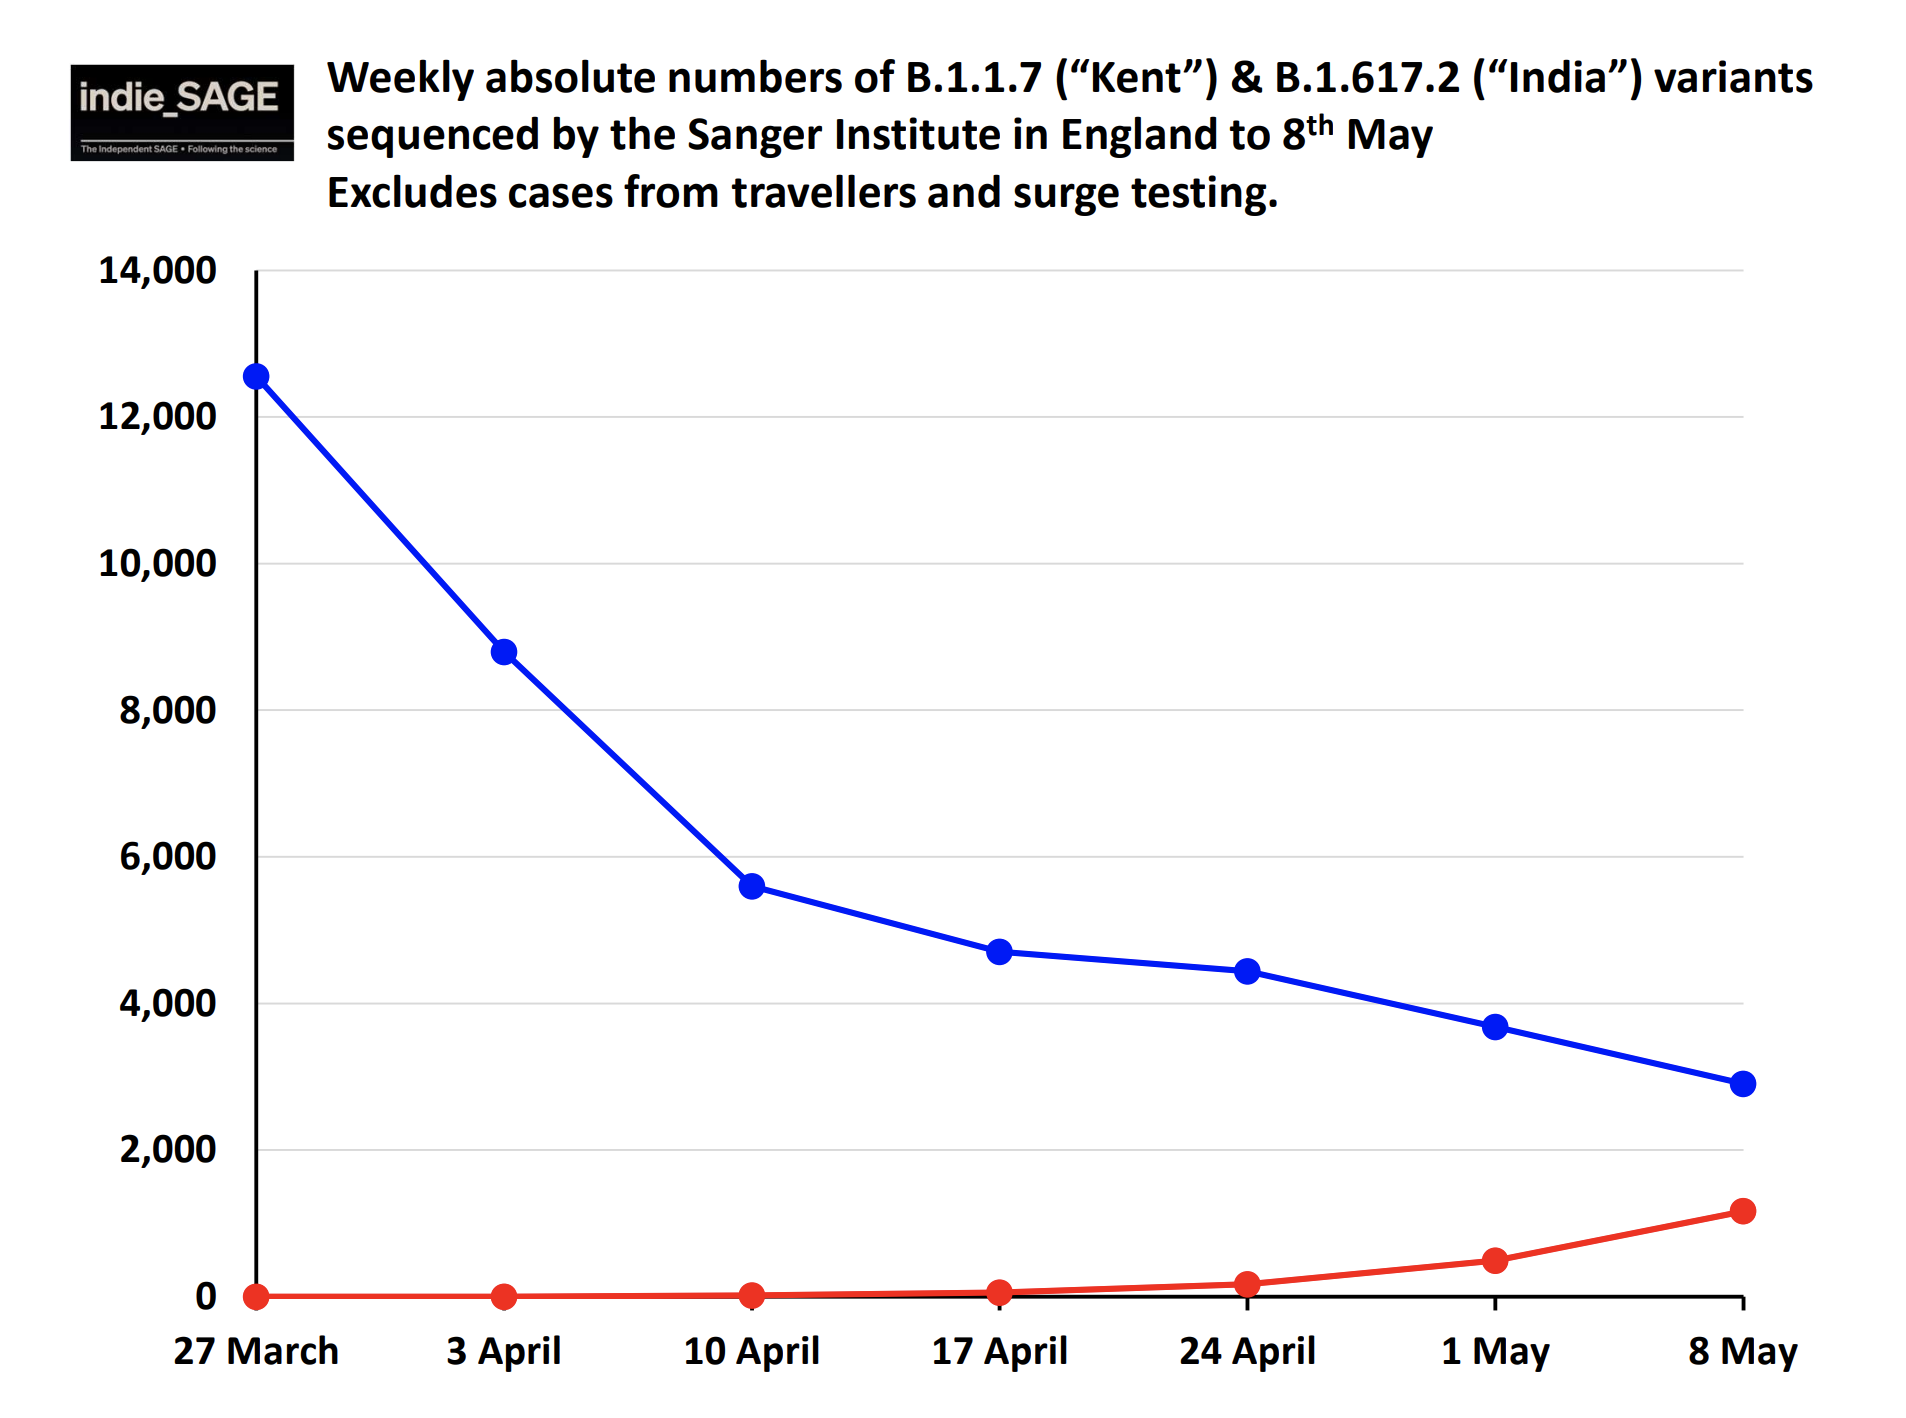 indie_SAGE
The Independent SAGE • Following the science
Weekly absolute numbers of B.1.1.7 (“Kent”) & B.1.617.2 (“India”) variants
sequenced by the Sanger Institute in England to 8th May
Excludes cases from travellers and surge testing.
14,000
12,000
10,000
8,000
6,000
4,000
2,000
0
27 March 3 April 10 April 17 April 24 April 1 May 8 May